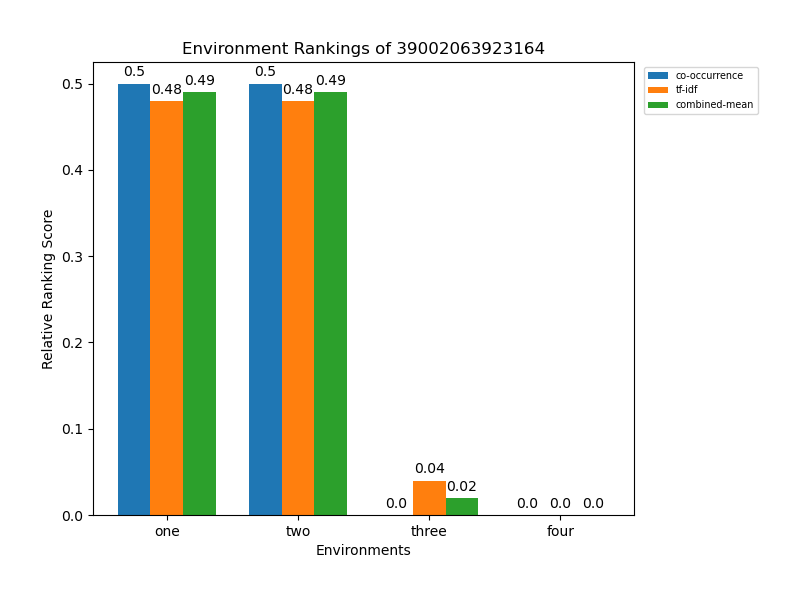 Environment Rankings of 39002063923164
co-occurrence
tf-idf
combined-mean
Relative Ranking Score
0.5
0.4
0.3
0.2
0.1
0.0
0.5 0.48 0.49 0.5 0.48 0.49
0.0 0.04 0.02 0.0 0.0 0.0
one two three four
Environments